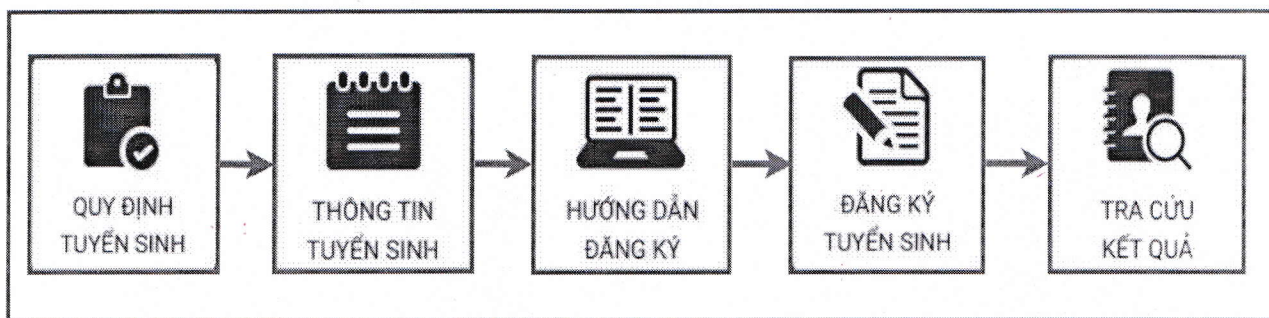 QUY ĐỊNH
TUYỂN SINH
THÔNG TIN
TUYỂN SINH
HƯỚNG DẪN
ĐĂNG KÝ
ĐĂNG KÝ
TUYỂN SINH
TRA CỨU
KẾT QUẢ